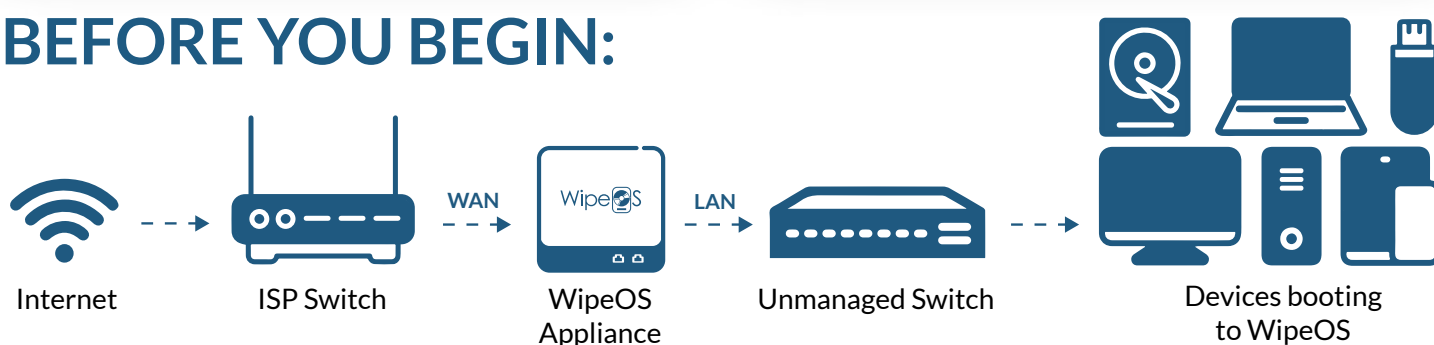 BEFORE YOU BEGIN:
WAN
WipeOS
LAN
Internet
ISP Switch
WipeOS
Appliance
Unmanaged Switch
Devices booting
to WipeOS